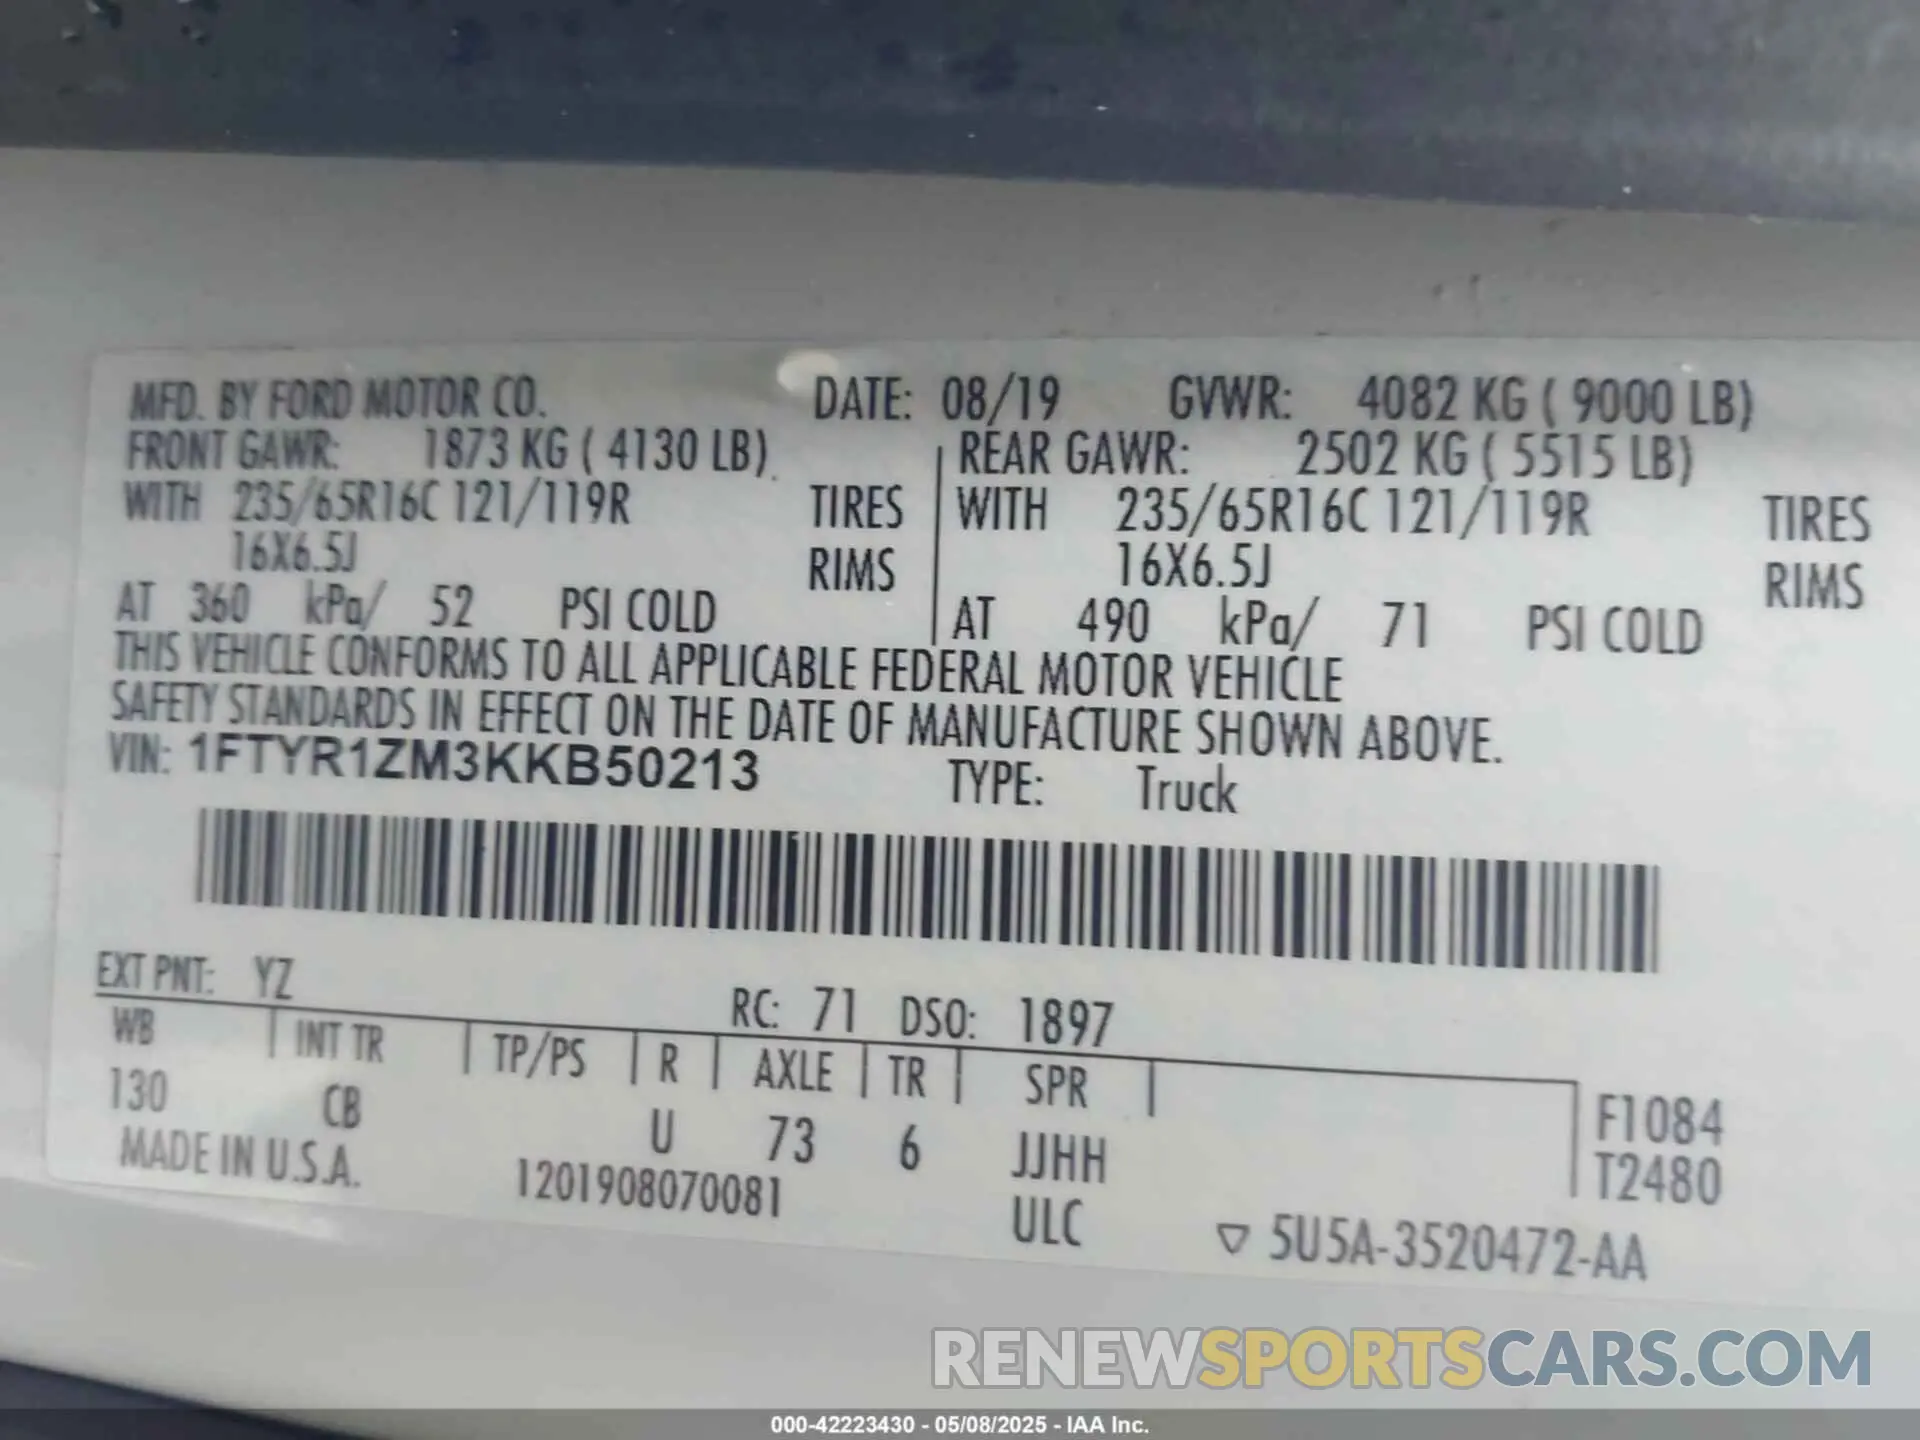 MFD. BY FORD MOTOR CO. DATE: 08/19 GVWR: 4082 KG ( 9000 LB)
FRONT GAWR: 1873 KG ( 4130 LB) REAR GAWR: 2502 KG ( 5515 LB)
WITH 235/65R16C 121/119R TIRES WITH 235/65R16C 121/119R TIRES
16X6.5J RIMS 16X6.5J RIMS
AT 360 kPa/ 52 PSI COLD AT 490 kPa/ 71 PSI COLD
THIS VEHICLE CONFORMS TO ALL APPLICABLE FEDERAL MOTOR VEHICLE
SAFETY STANDARDS IN EFFECT ON THE DATE OF MANUFACTURE SHOWN ABOVE.
VIN: 1FTYR1ZM3KKB50213 TYPE: Truck
EXT PNT: YZ RC: 71 DSO: 1897
WB INT TR TP/PS R AXLE TR SPR F1084
130 CB U 73 6 JJHH T2480
MADE IN U.S.A. 1201908070081 ULC ▽ 5U5A-3520472-AA
RENEWSPORTSCARS.COM
000-42223430 - 05/08/2025 - IAA Inc.